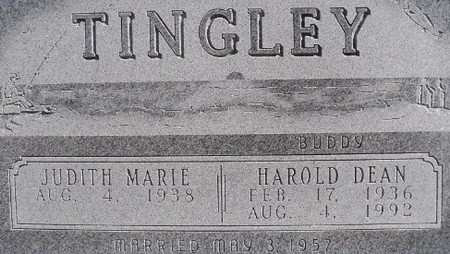 TINGLEY
BUDDY
JUDITH MARIE
AUG. 4, 1938
HAROLD DEAN
FEB. 17, 1936
AUG. 4, 1992
MARRIED MAY 3, 1957